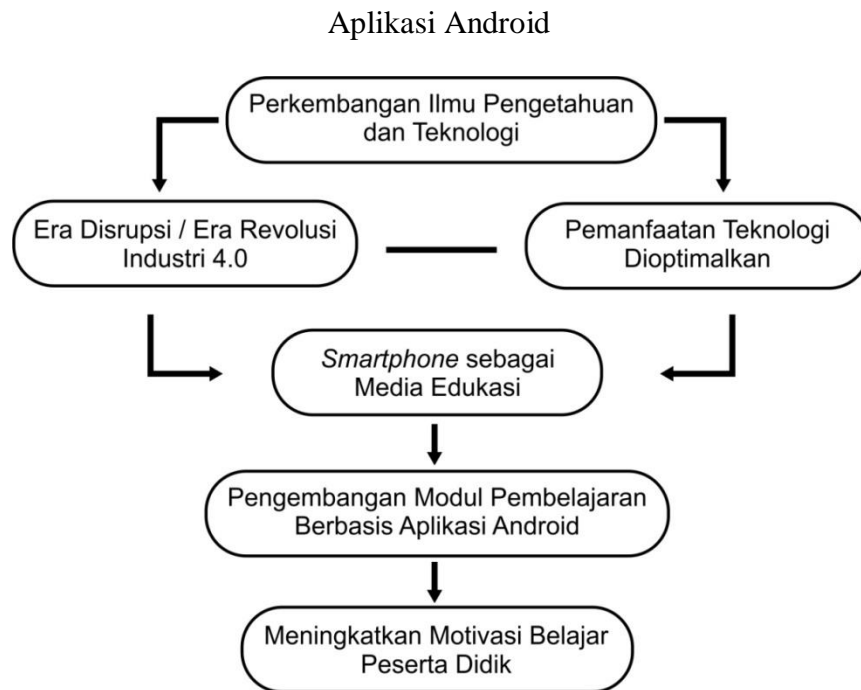 Aplikasi Android
Perkembangan Ilmu Pengetahuan
dan Teknologi
Era Disrupsi / Era Revolusi
Industri 4.0
Pemanfaatan Teknologi
Dioptimalkan
Smartphone sebagai
Media Edukasi
Pengembangan Modul Pembelajaran
Berbasis Aplikasi Android
Meningkatkan Motivasi Belajar
Peserta Didik